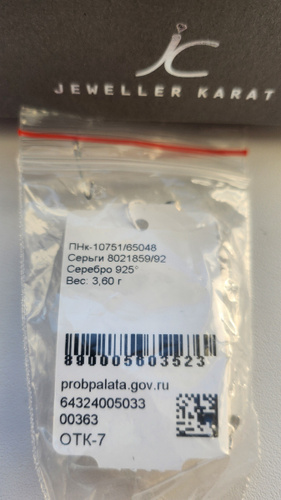 JC
JEWELLER KARAT
ПНк-10751/65048
Серьги 8021859/92
Серебро 925°
Вес: 3,60 г
890005603523
probpalata.gov.ru
64324005033
00363
ОТК-7